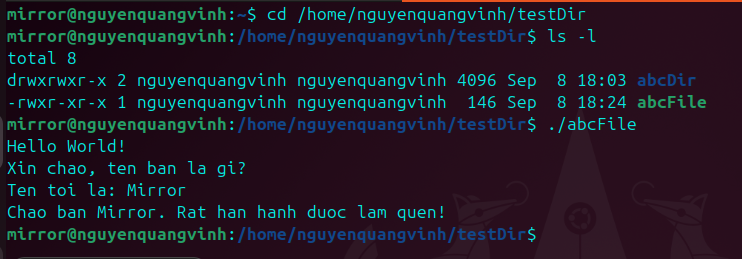 mirror@nguyenquangvinh:~$ cd /home/nguyenquangvinh/testDir
mirror@nguyenquangvinh:/home/nguyenquangvinh/testDir$ ls -l
total 8
drwxrwxr-x 2 nguyenquangvinh nguyenquangvinh 4096 Sep  8 18:03 abcDir
-rwxr-xr-x 1 nguyenquangvinh nguyenquangvinh  146 Sep  8 18:24 abcFile
mirror@nguyenquangvinh:/home/nguyenquangvinh/testDir$ ./abcFile
Hello World!
Xin chao, ten ban la gi?
Ten toi la: Mirror
Chao ban Mirror. Rat han hanh duoc lam quen!
mirror@nguyenquangvinh:/home/nguyenquangvinh/testDir$